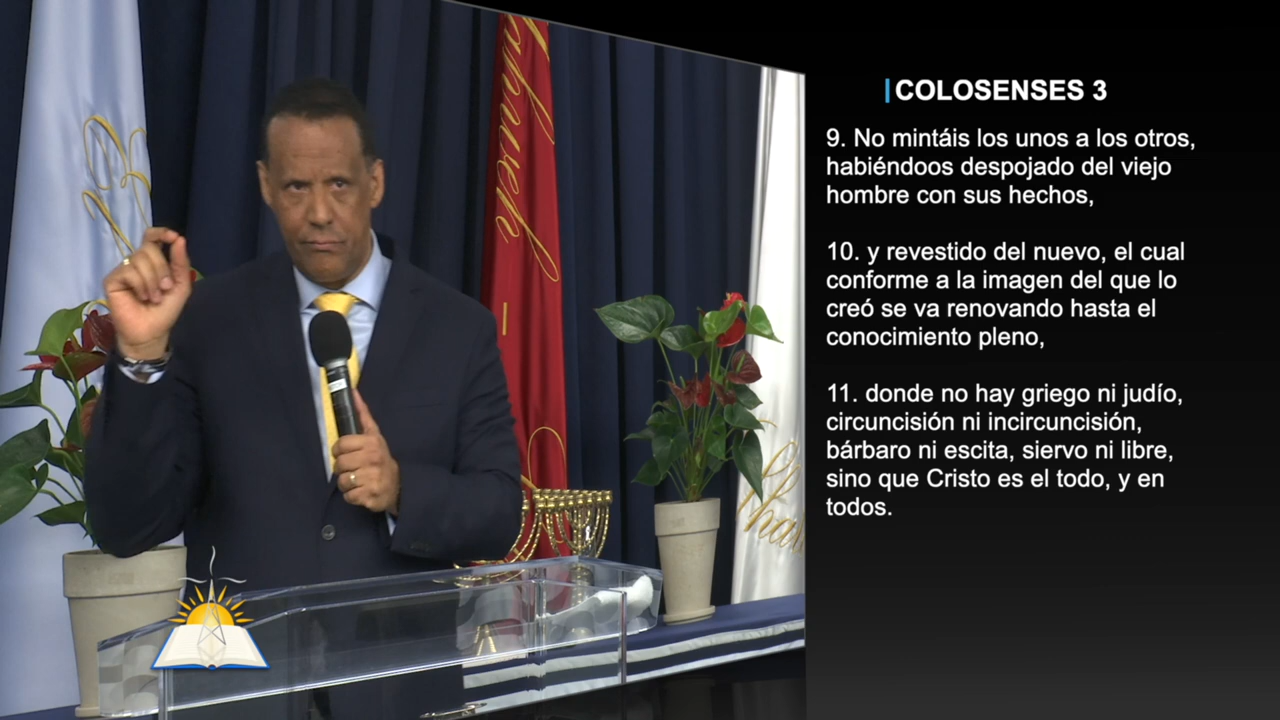 COLOSENSES 3
9. No mintáis los unos a los otros,
habiéndoos despojado del viejo
hombre con sus hechos,
10. y revestido del nuevo, el cual
conforme a la imagen del que lo
creó se va renovando hasta el
conocimiento pleno,
11. donde no hay griego ni judío,
circuncisión ni incircuncisión,
bárbaro ni escita, siervo ni libre,
sino que Cristo es el todo, y en
todos.